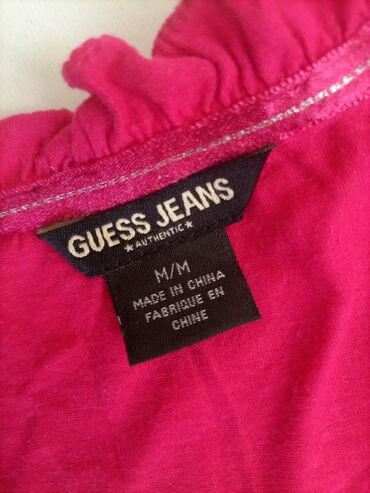 GUESS JEANS
★AUTHENTIC★
M/M
MADE IN CHINA
FABRIQUE EN
CHINE